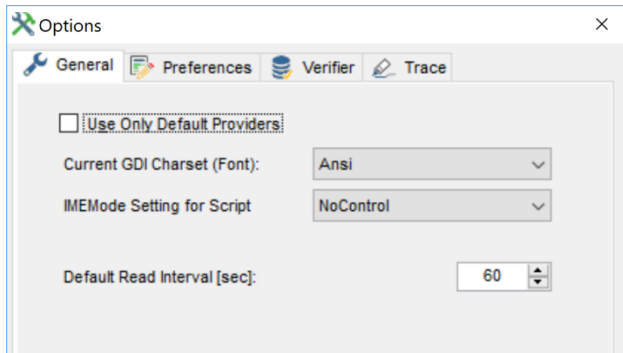 Options
General Preferences Verifier Trace
Use Only Default Providers
Current GDI Charset (Font): Ansi
IMEMode Setting for Script NoControl
Default Read Interval [sec]: 60